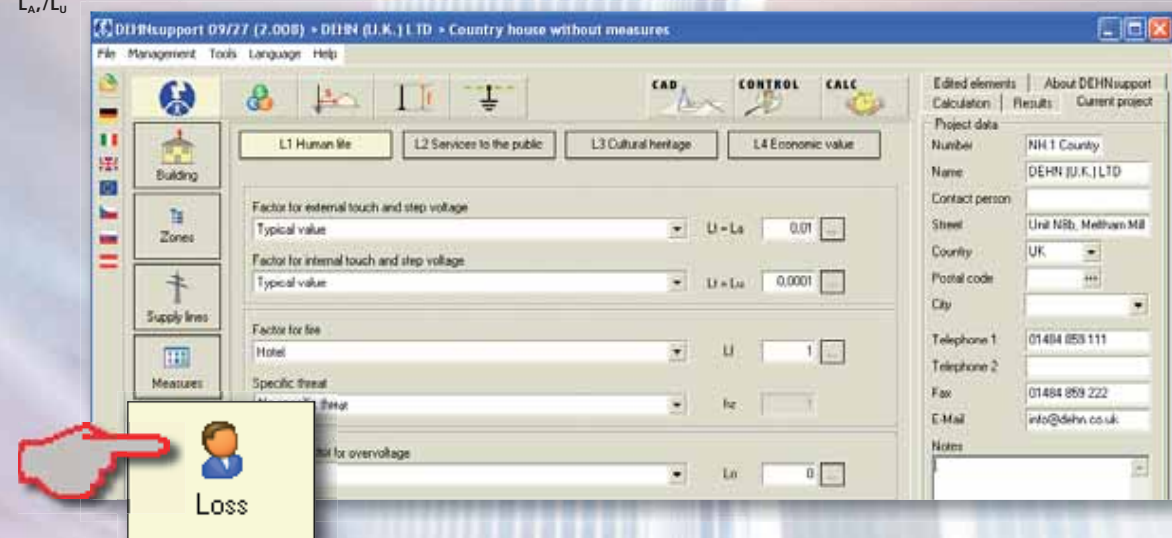 L_A,/L_U
DEHNsupport 09/27 (2.008) • DEHN (U.K.) LTD • Country house without measures
File Management Tools Language Help
CAD CONTROL CALC
Edited elements About DEHNsupport
Calculation Results Current project
L1 Human life L2 Services to the public L3 Cultural heritage L4 Economic value
Building
Zones
Supply lines
Measures
Loss
Factor for external touch and step voltage
Typical value Lt = La 0,01 ...
Factor for internal touch and step voltage
Typical value Lt = Lu 0,0001 ...
Factor for fire
Hotel Lf 1 ...
Specific threat
threat hz 1
for overvoltage
Lo 0 ...
Project data
Number NH.1 Country
Name DEHN (U.K.) LTD
Contact person
Street Unit N8b, Meltham Mill
Country UK
Postal code ...
City
Telephone 1 01484 859 111
Telephone 2
Fax 01484 859 222
E-Mail info@dehn.co.uk
Notes